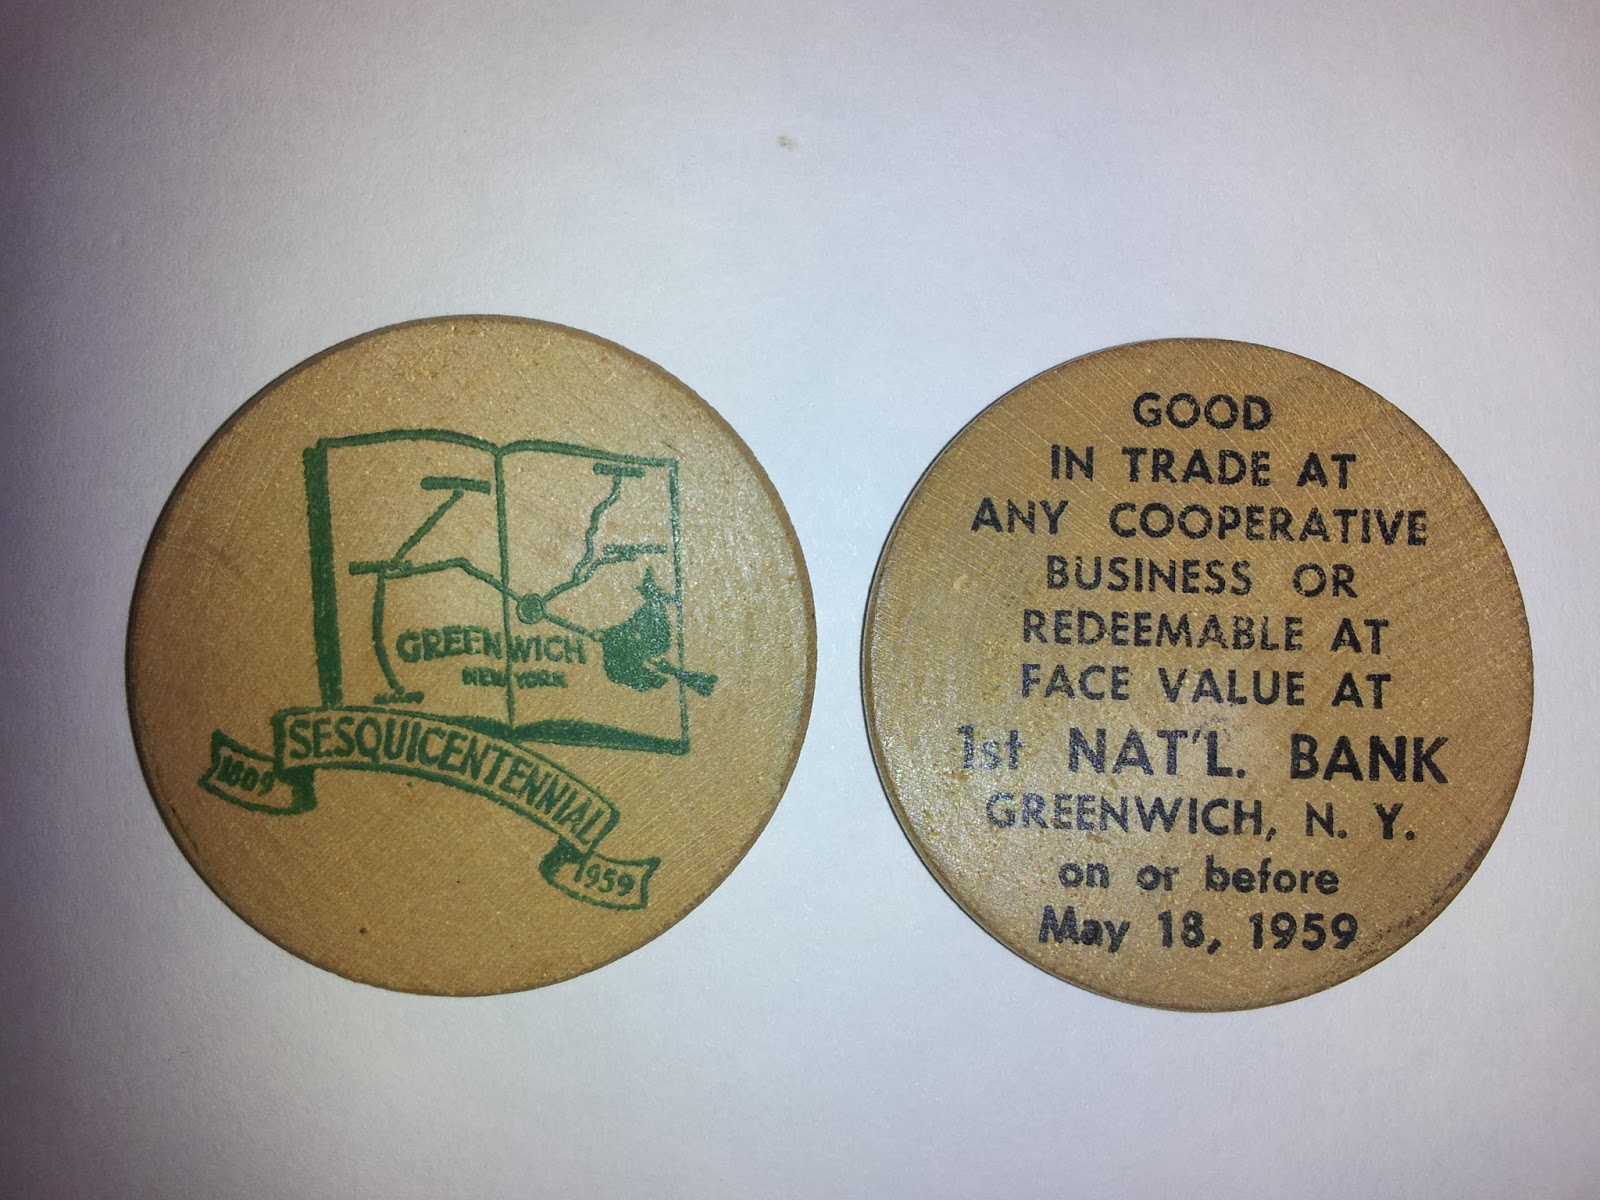 GREENWICH
NEW YORK
SESQUICENTENNIAL
1809
1959
GOOD
IN TRADE AT
ANY COOPERATIVE
BUSINESS OR
REDEEMABLE AT
FACE VALUE AT
1st NAT'L. BANK
GREENWICH, N. Y.
on or before
May 18, 1959